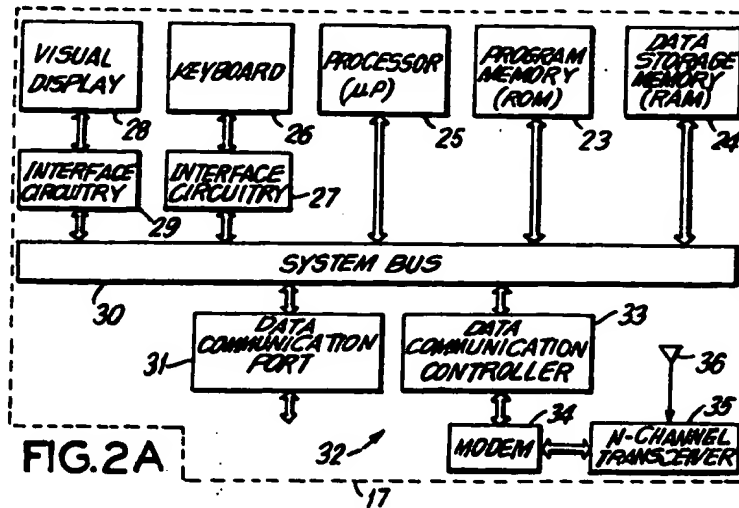 VISUAL
DISPLAY
28
KEYBOARD
26
PROCESSOR
(μP)
25
PROGRAM
MEMORY
(ROM)
23
DATA
STORAGE
MEMORY
(RAM)
24
INTERFACE
CIRCUITRY
29
INTERFACE
CIRCUITRY
27
SYSTEM BUS
30
DATA
COMMUNICATION
PORT
31
DATA
COMMUNICATION
CONTROLLER
33
36
34
35
MODEM
N-CHANNEL
TRANSCEIVER
32
FIG.2A
17